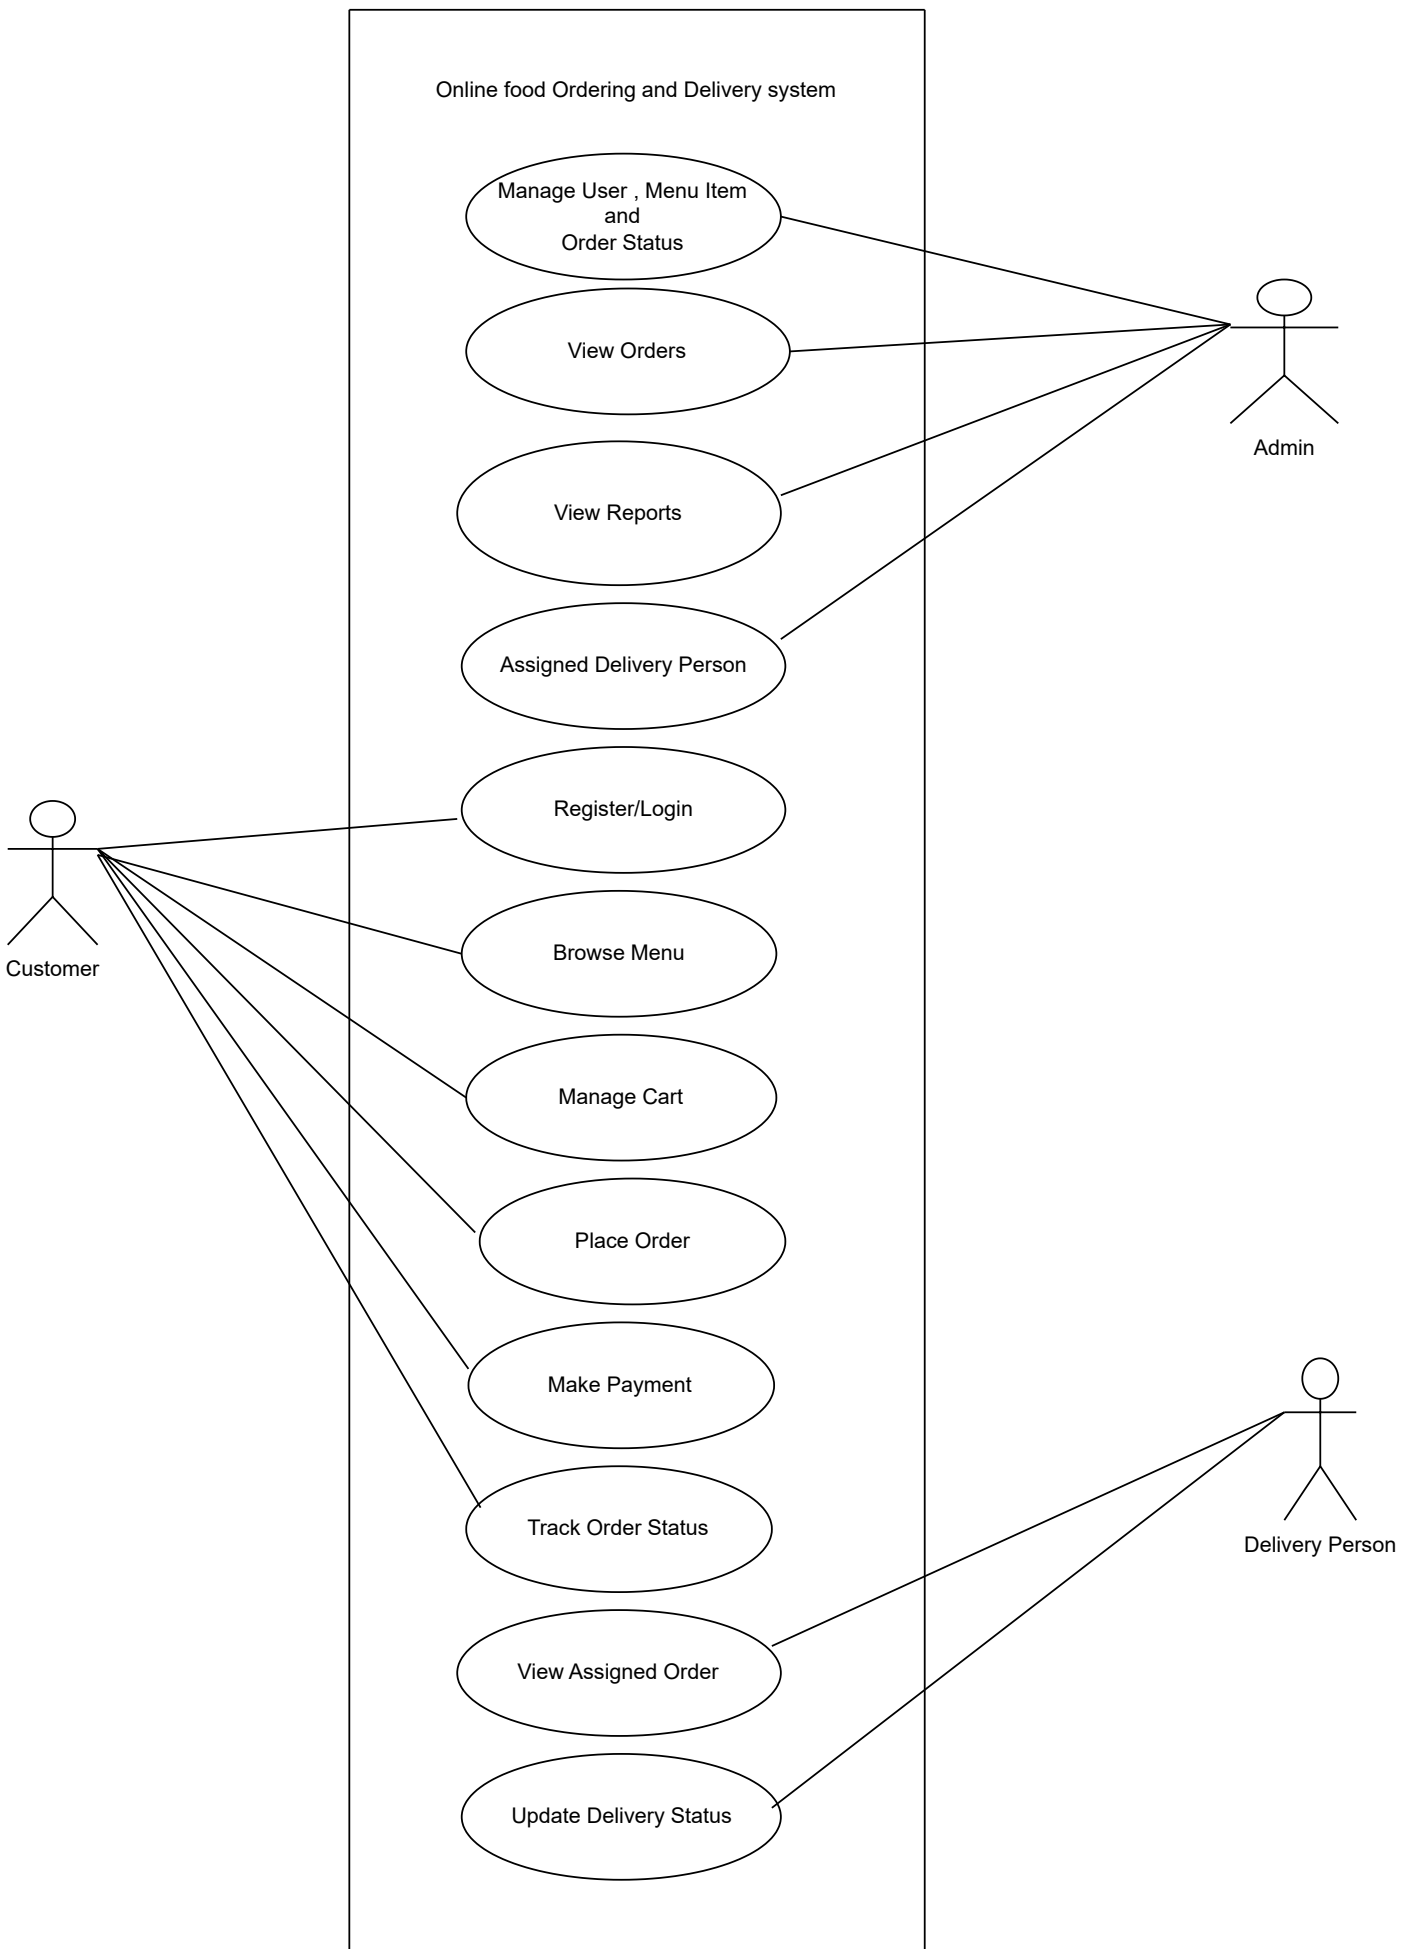 Online food Ordering and Delivery system
Manage User , Menu Item
and
Order Status
View Orders
Admin
View Reports
Assigned Delivery Person
Register/Login
Browse Menu
Customer
Manage Cart
Place Order
Make Payment
Track Order Status
Delivery Person
View Assigned Order
Update Delivery Status